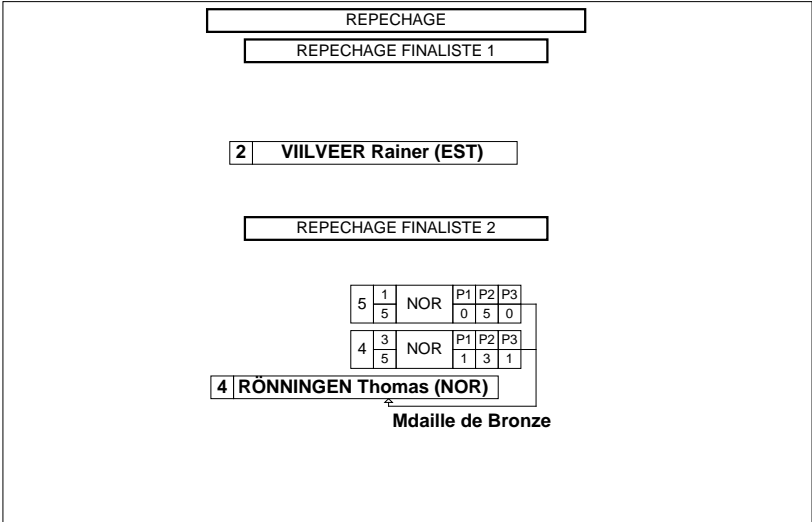 REPECHAGE
REPECHAGE FINALISTE 1
2 VIILVEER Rainer (EST)
REPECHAGE FINALISTE 2
5 1 NOR P1 P2 P3
5 0 5 0
4 3 NOR P1 P2 P3
5 1 3 1
4 RÖNNINGEN Thomas (NOR)
Mdaille de Bronze